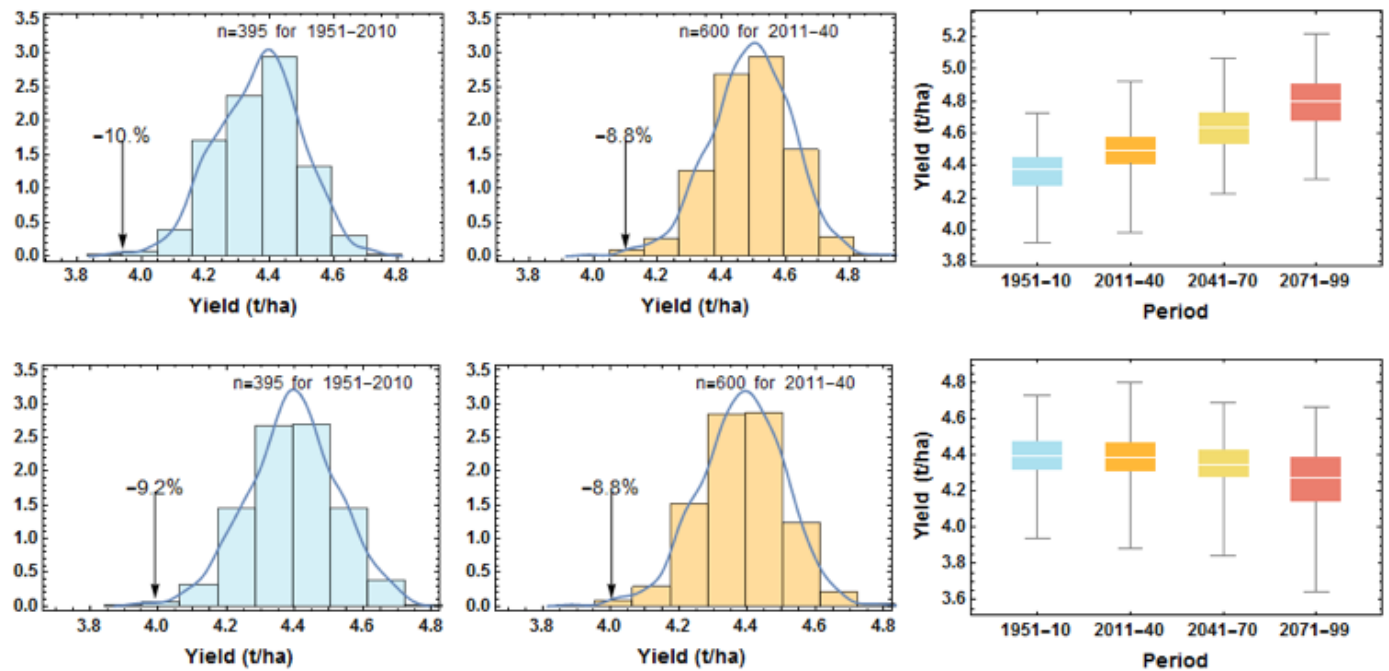 3.5
3.0
2.5
2.0
1.5
1.0
0.5
0.0
n=395 for 1951-2010
-10.%
3.8 4.0 4.2 4.4 4.6 4.8
Yield (t/ha)
3.5
3.0
2.5
2.0
1.5
1.0
0.5
0.0
n=600 for 2011-40
-8.8%
3.8 4.0 4.2 4.4 4.6 4.8
Yield (t/ha)
Yield (t/ha)
5.2
5.0
4.8
4.6
4.4
4.2
4.0
3.8
1951-10 2011-40 2041-70 2071-99
Period
3.5
3.0
2.5
2.0
1.5
1.0
0.5
0.0
n=395 for 1951-2010
-9.2%
3.8 4.0 4.2 4.4 4.6 4.8
Yield (t/ha)
3.5
3.0
2.5
2.0
1.5
1.0
0.5
0.0
n=600 for 2011-40
-8.8%
3.8 4.0 4.2 4.4 4.6 4.8
Yield (t/ha)
Yield (t/ha)
4.8
4.6
4.4
4.2
4.0
3.8
3.6
1951-10 2011-40 2041-70 2071-99
Period